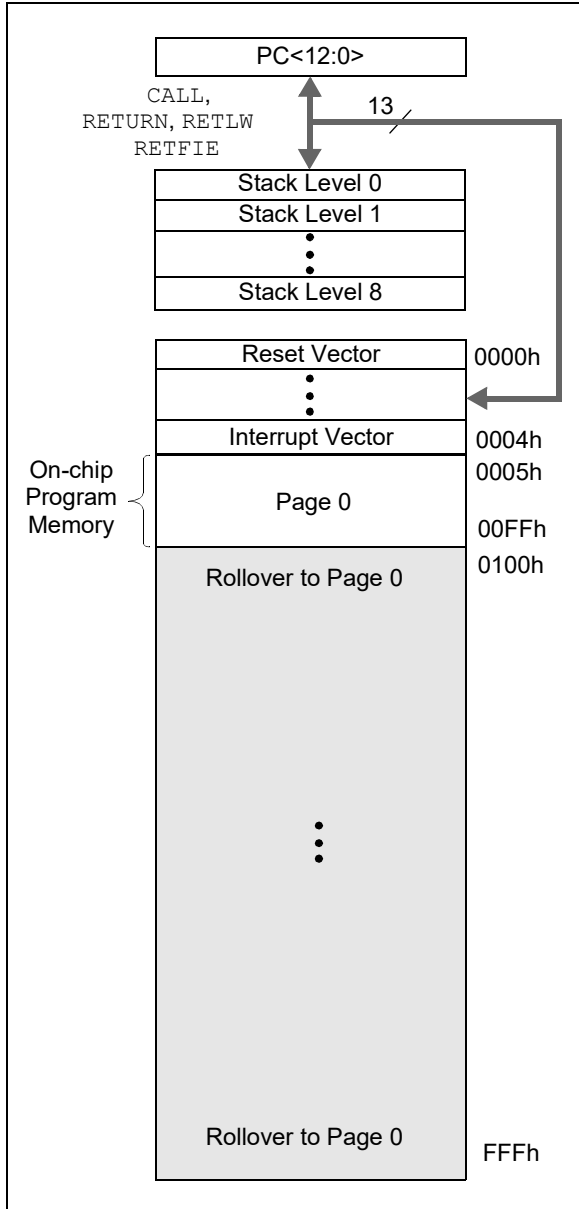 PC<12:0>
CALL,
RETURN, RETLW
RETFIE
13
Stack Level 0
Stack Level 1
Stack Level 8
Reset Vector
0000h
Interrupt Vector
0004h
On-chip
Program
Memory
0005h
Page 0
00FFh
0100h
Rollover to Page 0
Rollover to Page 0
FFFh